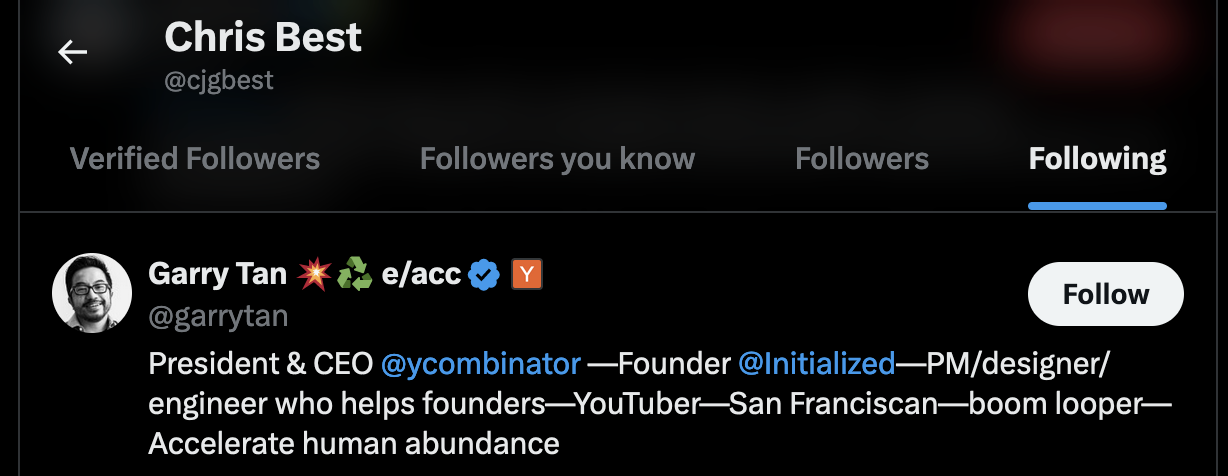 Chris Best
@cjgbest
Verified Followers Followers you know Followers Following
Garry Tan 💥♻️ e/acc Y
@garrytan
Follow
President & CEO @ycombinator —Founder @Initialized—PM/designer/
engineer who helps founders—YouTuber—San Franciscan—boom looper—
Accelerate human abundance